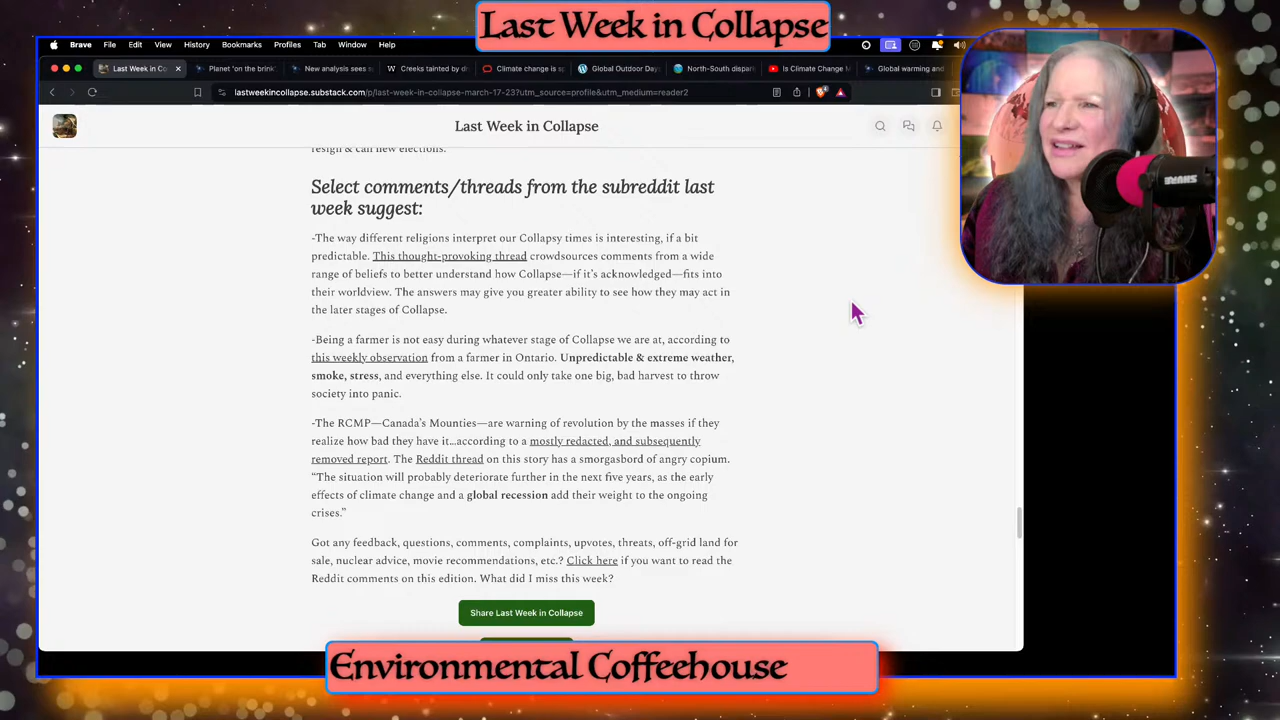 Last Week in Collapse
Brave File Edit View History Bookmarks Profiles Tab Window Help
Last Week in Co
Planet 'on the brink'
New analysis sees s
Creeks tainted by d
Climate change is s
Global Outdoor Day
North-South dispari
Is Climate Change M
Global warming and
lastweekincollapse.substack.com/p/last-week-in-collapse-march-17-23?utm_source=profile&utm_medium=reader2
Last Week in Collapse
resign & call new elections.
Select comments/threads from the subreddit last
week suggest:
-The way different religions interpret our Collapsy times is interesting, if a bit
predictable. This thought-provoking thread crowdsources comments from a wide
range of beliefs to better understand how Collapse—if it's acknowledged—fits into
their worldview. The answers may give you greater ability to see how they may act in
the later stages of Collapse.
-Being a farmer is not easy during whatever stage of Collapse we are at, according to
this weekly observation from a farmer in Ontario. Unpredictable & extreme weather,
smoke, stress, and everything else. It could only take one big, bad harvest to throw
society into panic.
-The RCMP—Canada's Mounties—are warning of revolution by the masses if they
realize how bad they have it…according to a mostly redacted, and subsequently
removed report. The Reddit thread on this story has a smorgasbord of angry copium.
“The situation will probably deteriorate further in the next five years, as the early
effects of climate change and a global recession add their weight to the ongoing
crises.”
Got any feedback, questions, comments, complaints, upvotes, threats, off-grid land for
sale, nuclear advice, movie recommendations, etc.? Click here if you want to read the
Reddit comments on this edition. What did I miss this week?
Share Last Week in Collapse
SHURE
Environmental Coffeehouse